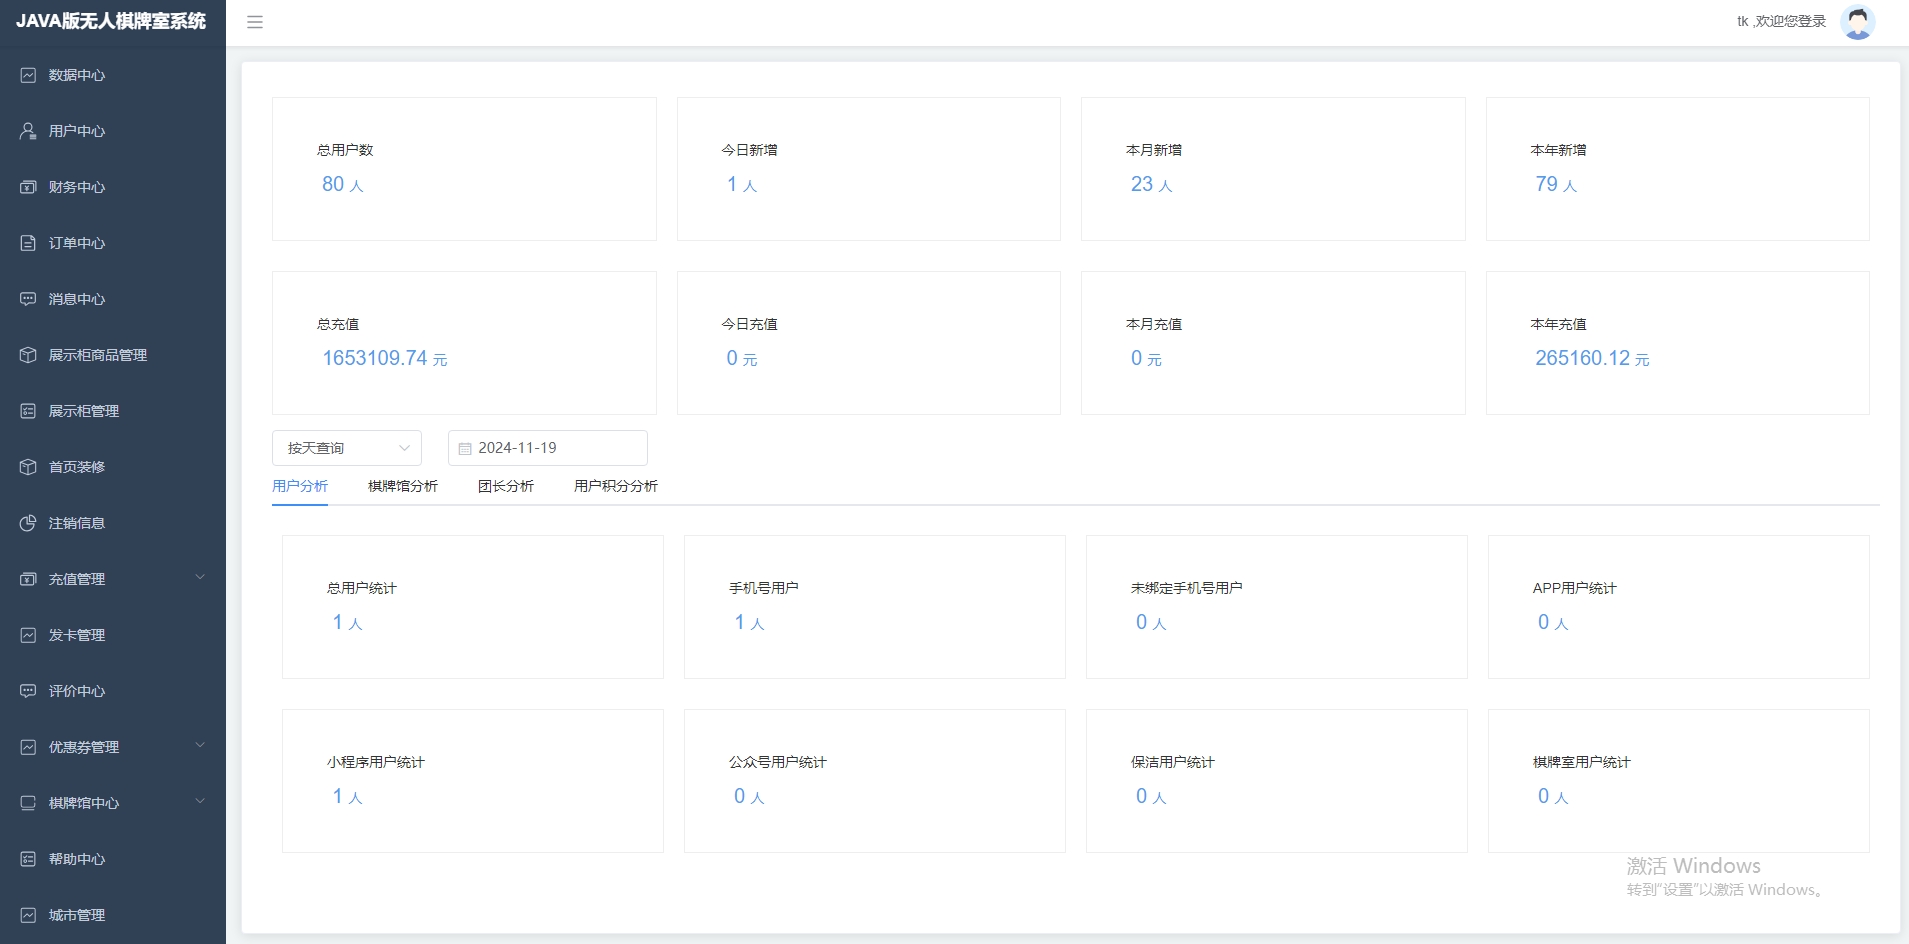 JAVA版无人棋牌室系统
tk ,欢迎您登录
数据中心
用户中心
财务中心
订单中心
消息中心
展示柜商品管理
展示柜管理
首页装修
注销信息
充值管理
发卡管理
评价中心
优惠券管理
棋牌馆中心
帮助中心
城市管理
总用户数
80 人
今日新增
1 人
本月新增
23 人
本年新增
79 人
总充值
1653109.74 元
今日充值
0 元
本月充值
0 元
本年充值
265160.12 元
按天查询
2024-11-19
用户分析 棋牌馆分析 团长分析 用户积分分析
总用户统计
1 人
手机号用户
1 人
未绑定手机号用户
0 人
APP用户统计
0 人
小程序用户统计
1 人
公众号用户统计
0 人
保洁用户统计
0 人
棋牌室用户统计
0 人
激活 Windows
转到“设置”以激活 Windows。